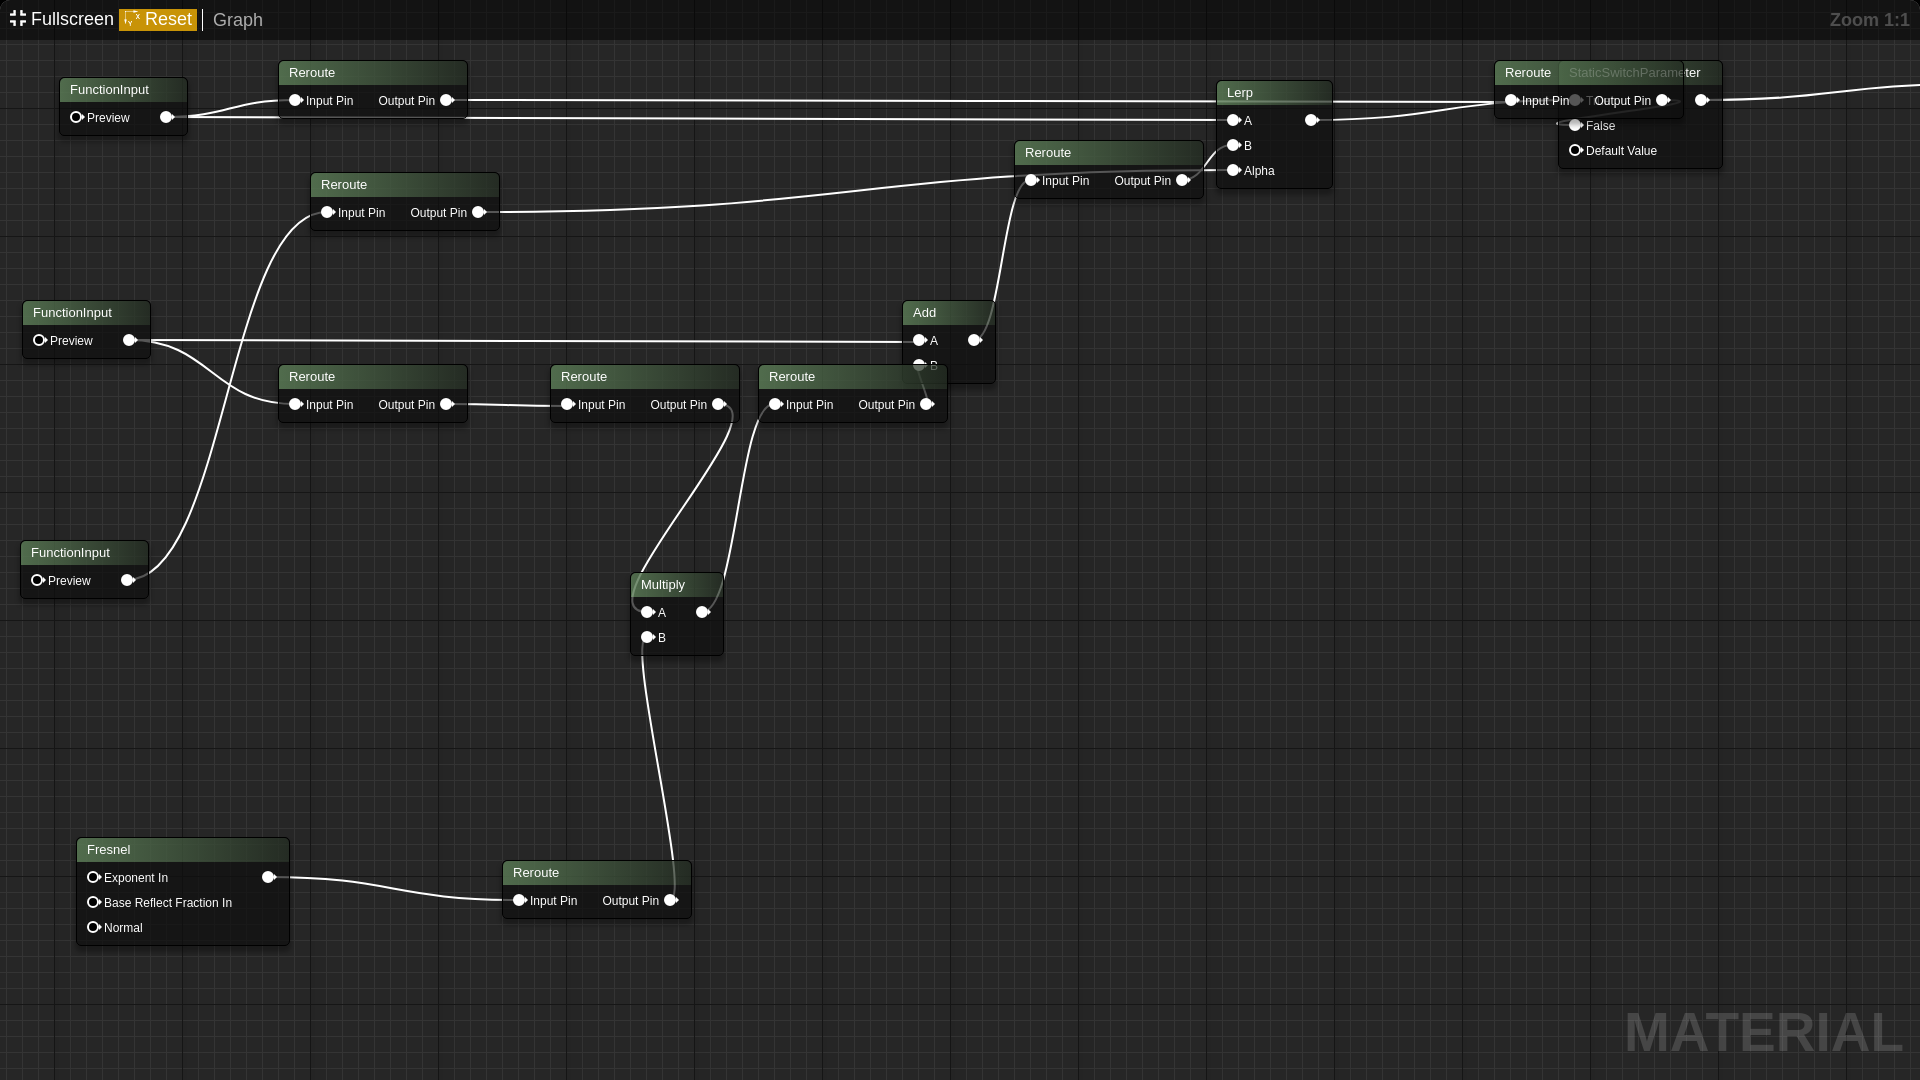 Fullscreen Reset Graph
Zoom 1:1
FunctionInput
Preview
Reroute
Input Pin Output Pin
Lerp
A
B
Alpha
Reroute
Input Pin Output Pin
StaticSwitchParameter
False
Default Value
Reroute
Input Pin Output Pin
Reroute
Input Pin Output Pin
FunctionInput
Preview
Add
A
B
Reroute
Input Pin Output Pin
Reroute
Input Pin Output Pin
Reroute
Input Pin Output Pin
FunctionInput
Preview
Multiply
A
B
Fresnel
Exponent In
Base Reflect Fraction In
Normal
Reroute
Input Pin Output Pin
MATERIAL